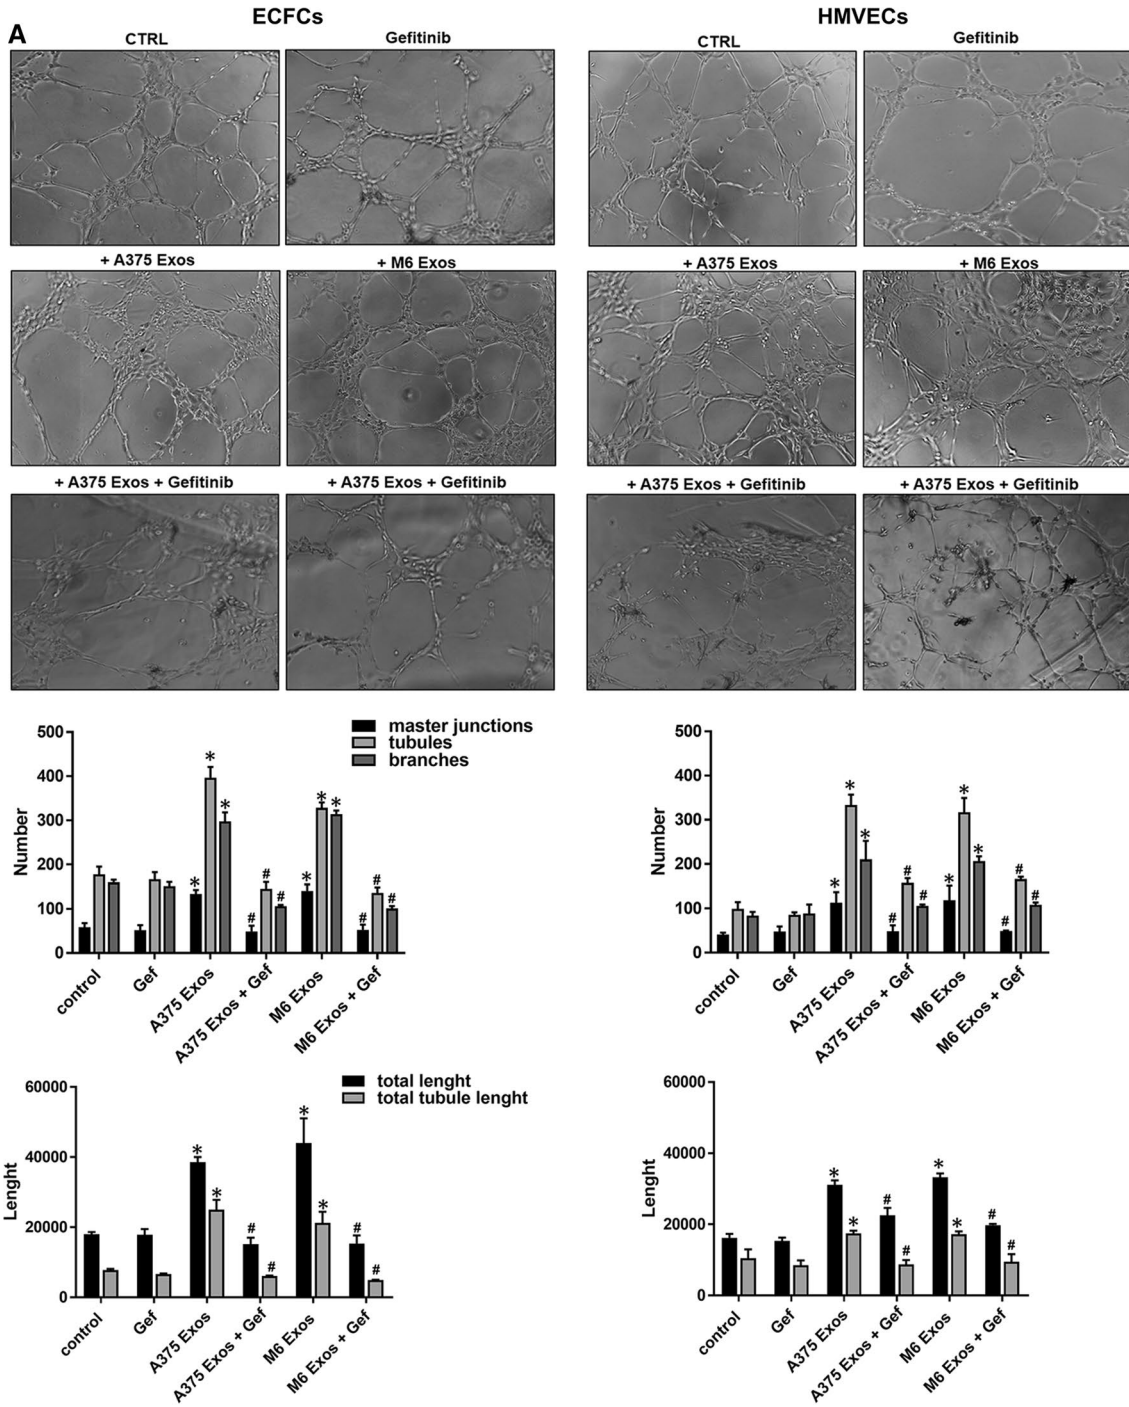 ECFCs
HMVECs
A
CTRL
Gefitinib
CTRL
Gefitinib
+ A375 Exos
+ M6 Exos
+ A375 Exos
+ M6 Exos
+ A375 Exos + Gefitinib
+ A375 Exos + Gefitinib
+ A375 Exos + Gefitinib
+ A375 Exos + Gefitinib
500
400
300
200
100
0
Number
master junctions
tubules
branches
* * * # # # * * * # # #
control
Gef
A375 Exos
A375 Exos + Gef
M6 Exos
M6 Exos + Gef
500
400
300
200
100
0
Number
* * * # # # * * * # # #
control
Gef
A375 Exos
A375 Exos + Gef
M6 Exos
M6 Exos + Gef
60000
40000
20000
0
Lenght
total lenght
total tubule lenght
* * # # * * # #
control
Gef
A375 Exos
A375 Exos + Gef
M6 Exos
M6 Exos + Gef
60000
40000
20000
0
Lenght
* * # # * * # #
control
Gef
A375 Exos
A375 Exos + Gef
M6 Exos
M6 Exos + Gef